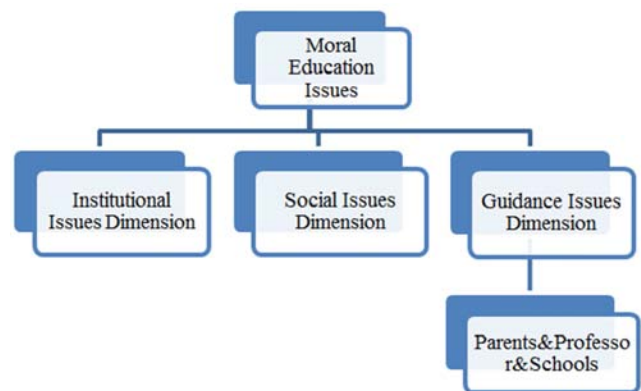 Moral
Education
Issues
Institutional
Issues Dimension
Social Issues
Dimension
Guidance Issues
Dimension
Parents&Professo
r&Schools